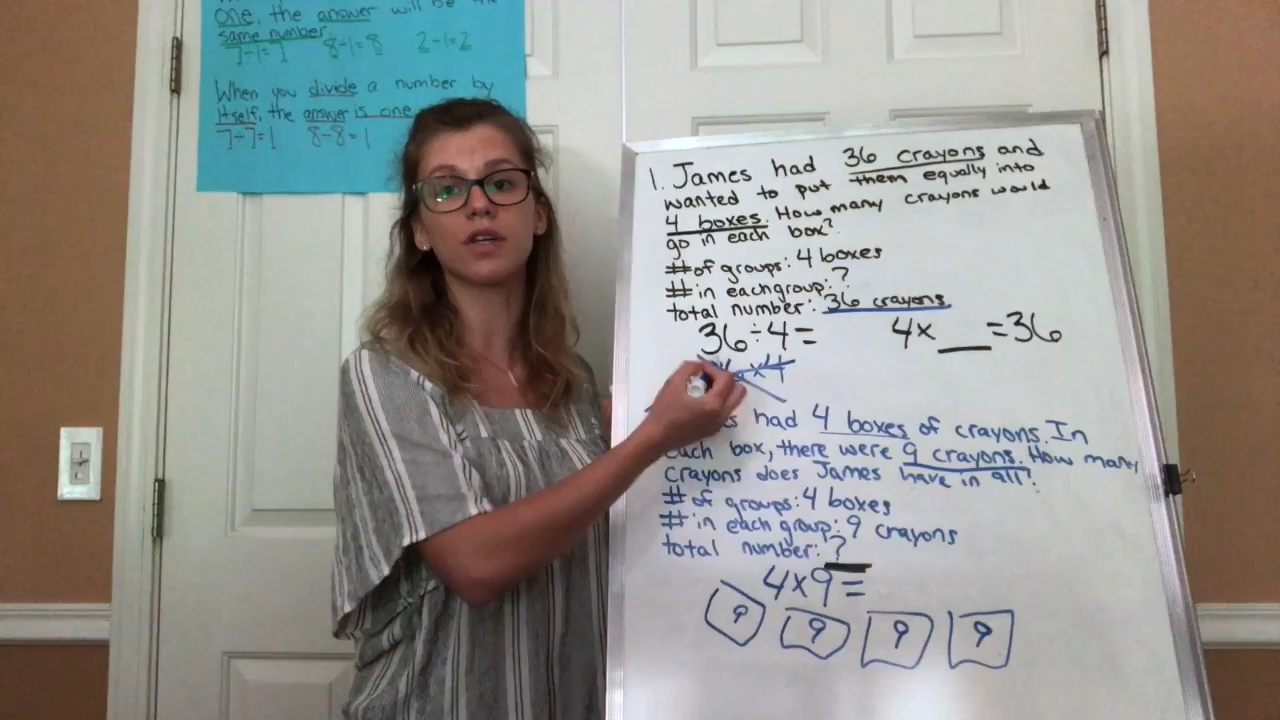 one, the answer will be the
same number.
7÷1=7 8÷1=8 2÷1=2
When you divide a number by
itself, the answer is one
7÷7=1 8÷8=1
1. James had 36 crayons and
wanted to put them equally into
4 boxes. How many crayons would
go in each box?
# of groups: 4 boxes
# in each group: ?
total number: 36 crayons
36÷4= 4x__=36
x4
had 4 boxes of crayons. In
each box, there were 9 crayons. How many
crayons does James have in all?
# of groups: 4 boxes
# in each group: 9 crayons
total number: ?
4x9=
9 9 9 9